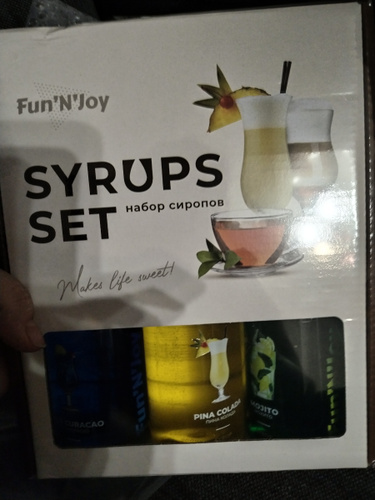 Fun'N'Joy
SYRUPS
SET набор сиропов
Makes life sweet!
PINA COLADA